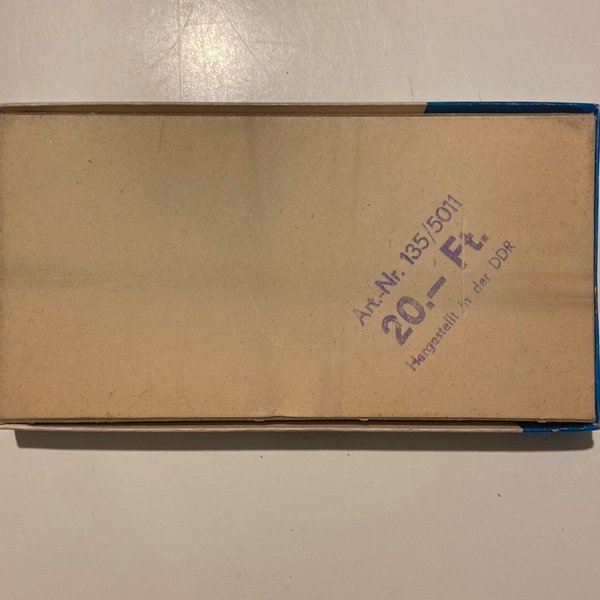 Art.-Nr. 135/5011
20.– Ft.
Hergestellt in der DDR